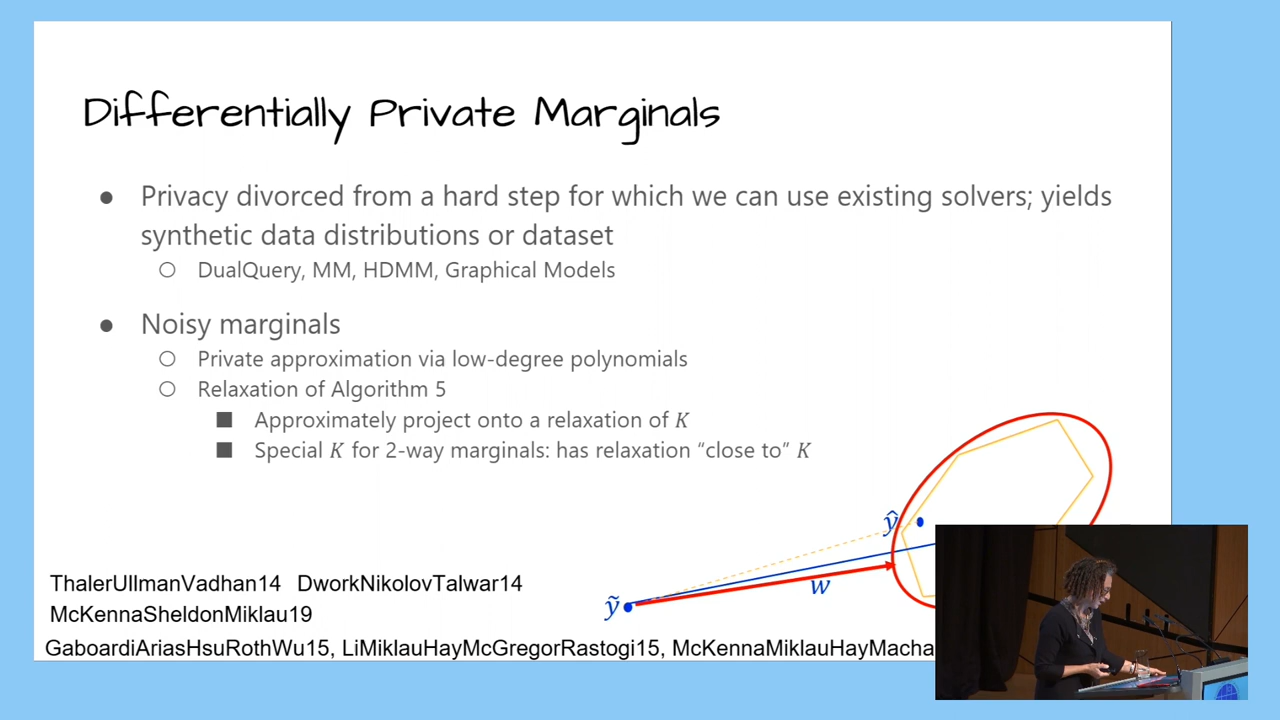 Differentially Private Marginals
● Privacy divorced from a hard step for which we can use existing solvers; yields
synthetic data distributions or dataset
○ DualQuery, MM, HDMM, Graphical Models
● Noisy marginals
○ Private approximation via low-degree polynomials
○ Relaxation of Algorithm 5
■ Approximately project onto a relaxation of K
■ Special K for 2-way marginals: has relaxation “close to” K
ŷ
w
ỹ
ThalerUllmanVadhan14 DworkNikolovTalwar14
McKennaSheldonMiklau19
GaboardiAriasHsuRothWu15, LiMiklauHayMcGregorRastogi15, McKennaMiklauHayMacha